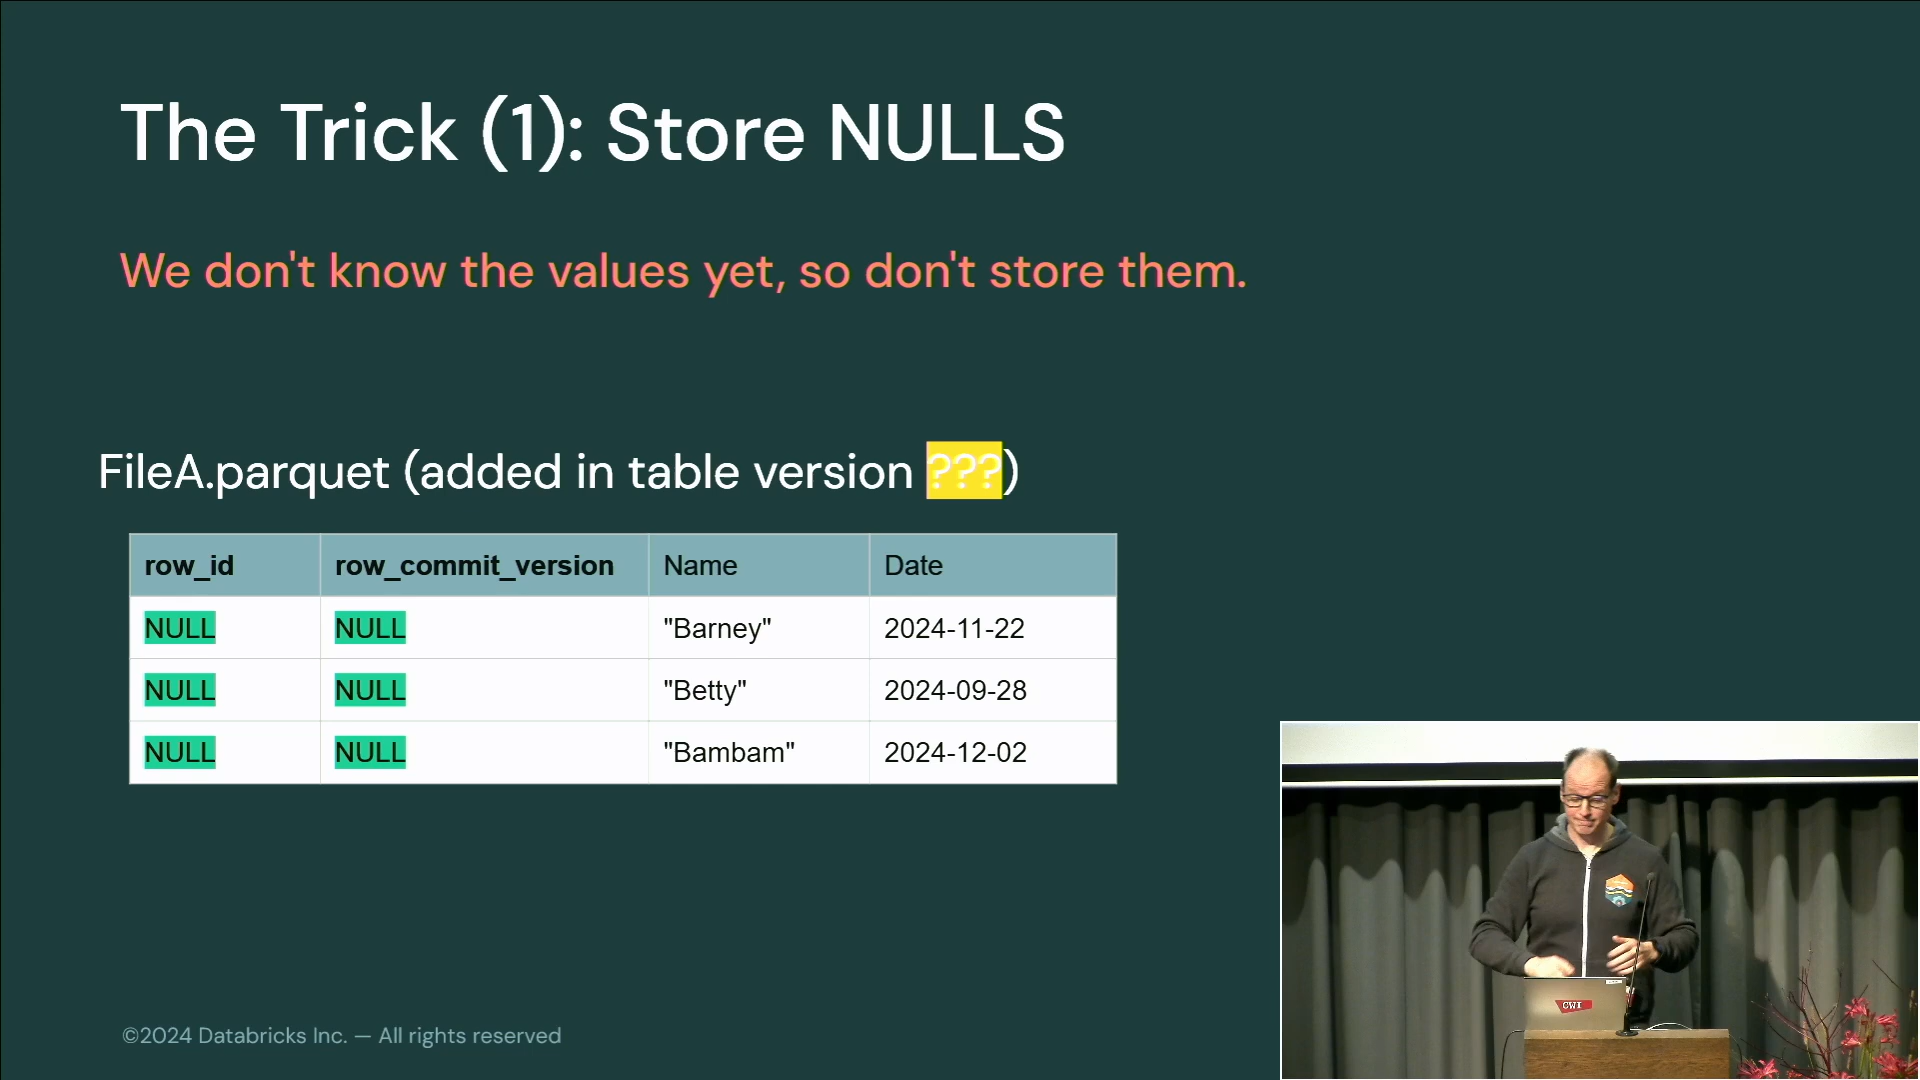 The Trick (1): Store NULLS
We don't know the values yet, so don't store them.
FileA.parquet (added in table version ???)
row_id row_commit_version Name Date
NULL NULL "Barney" 2024-11-22
NULL NULL "Betty" 2024-09-28
NULL NULL "Bambam" 2024-12-02
CWI
©2024 Databricks Inc. — All rights reserved